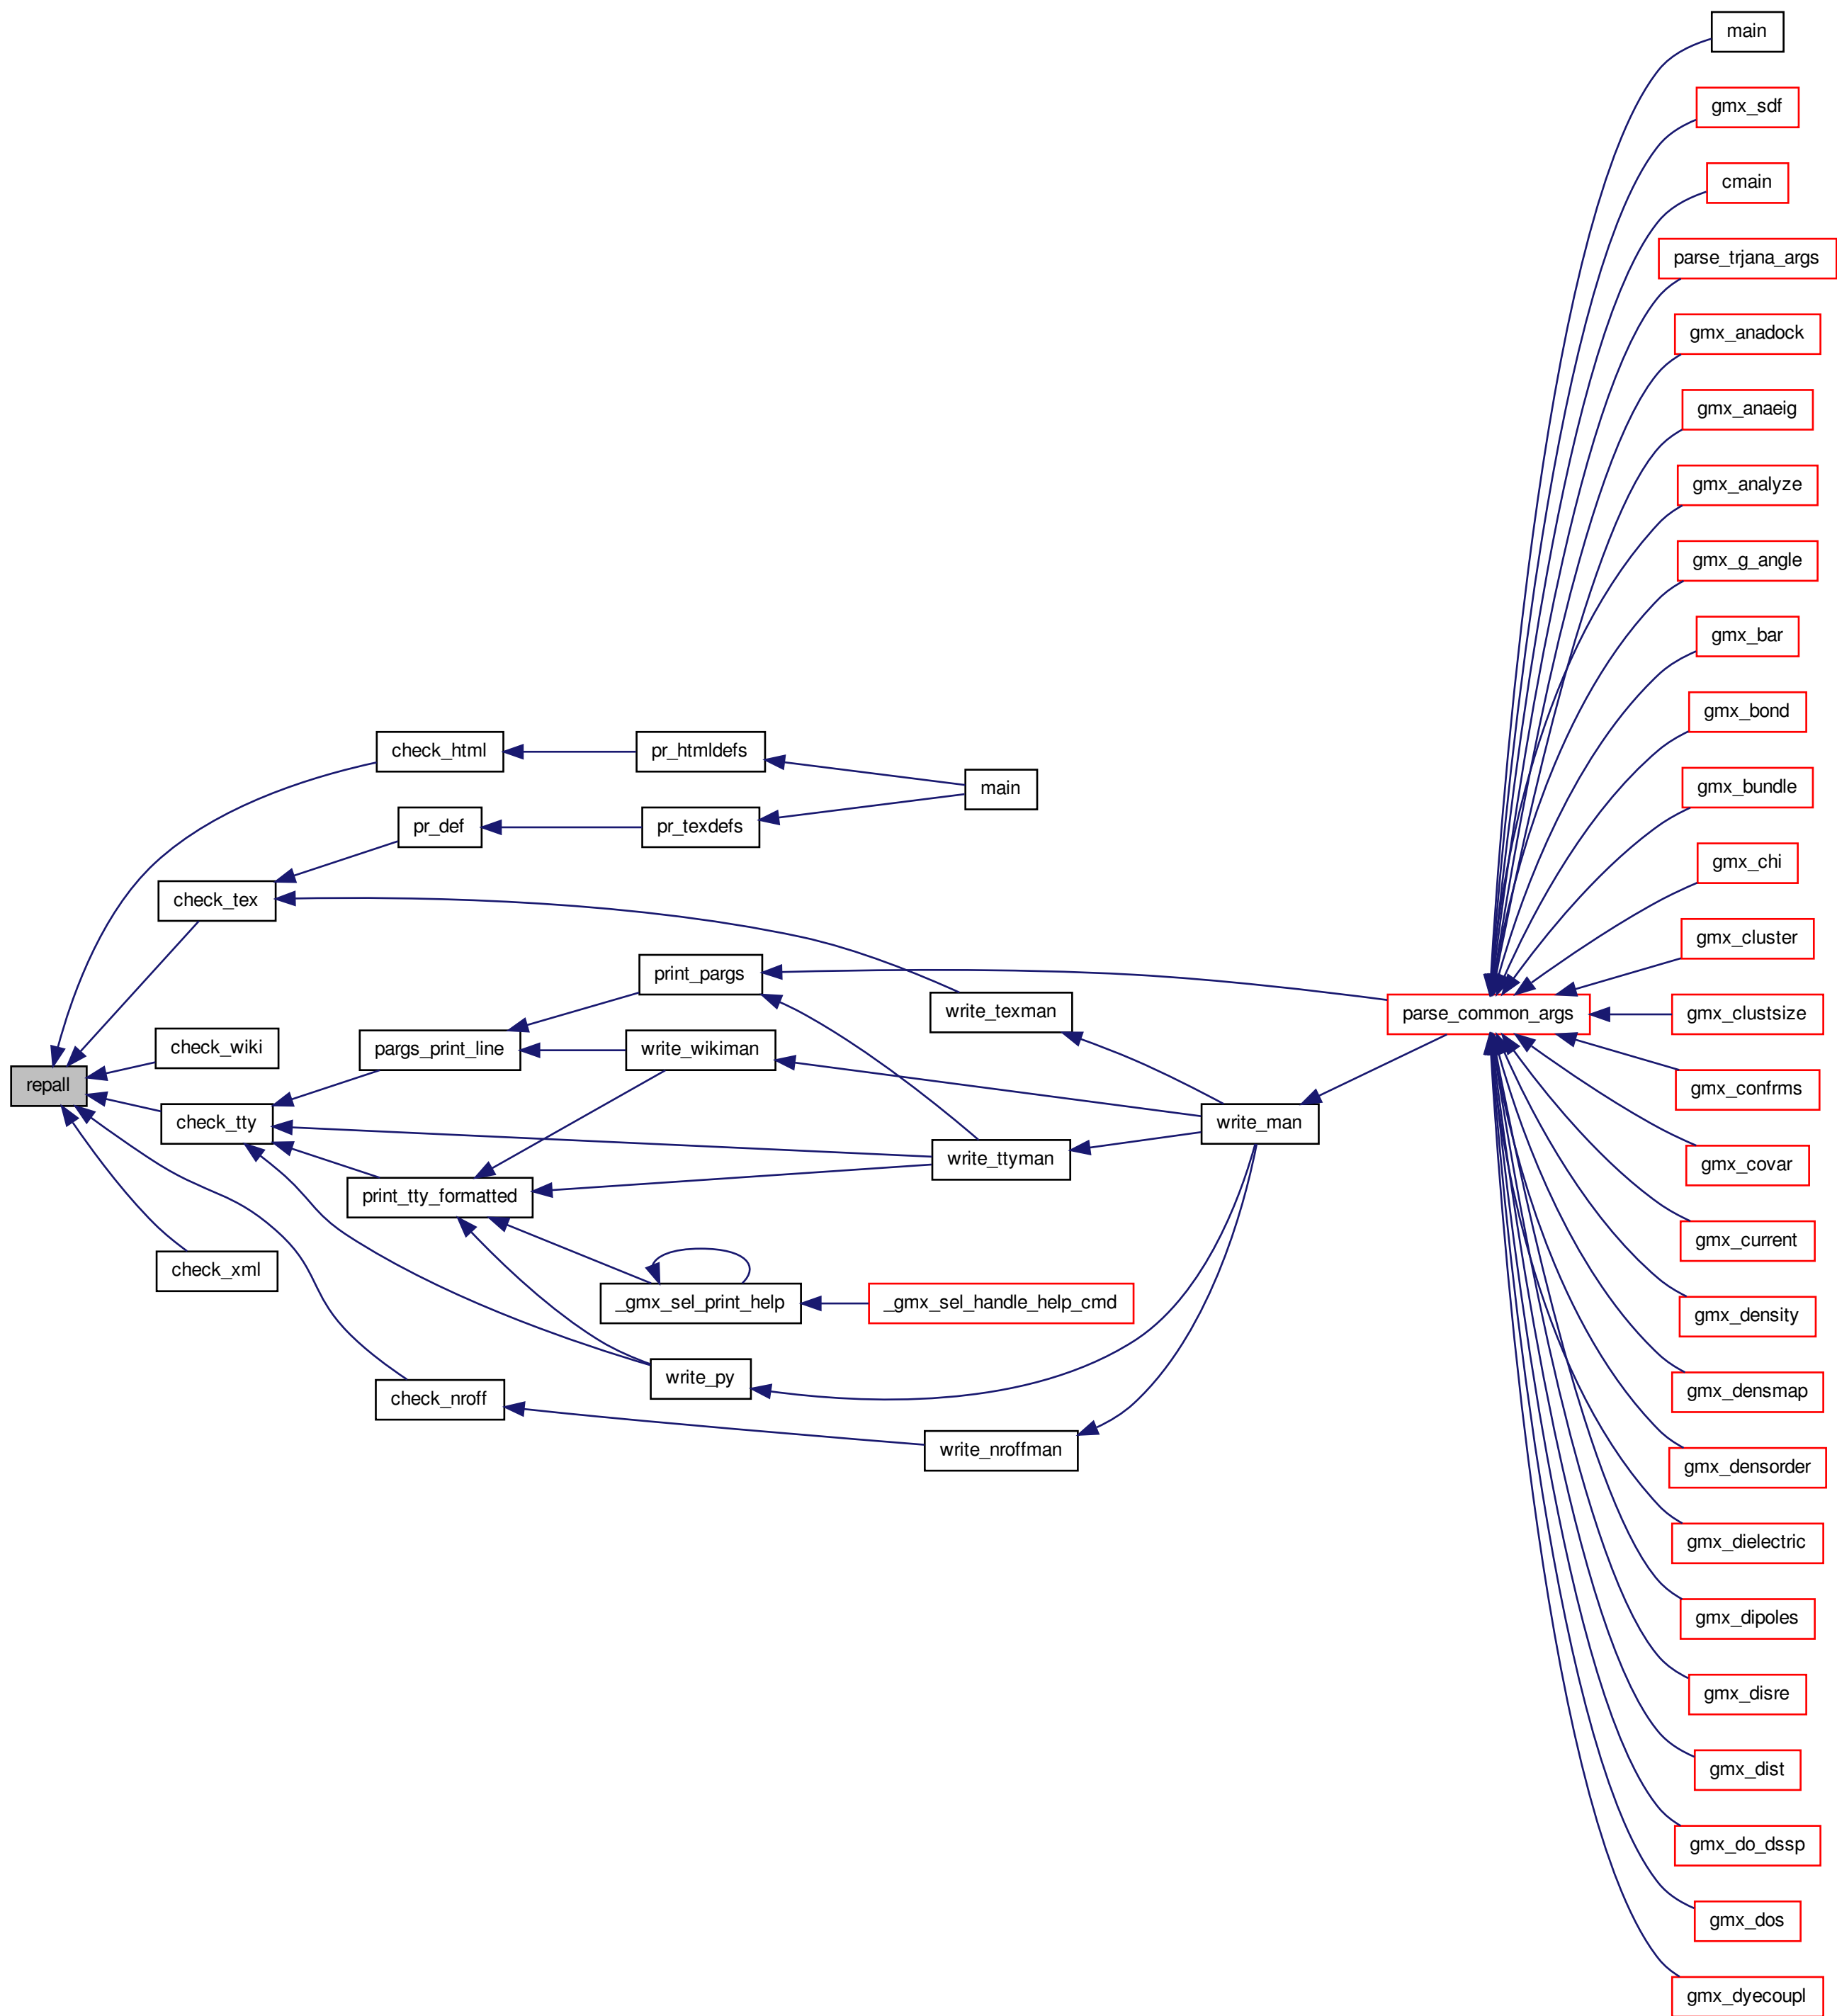 main
gmx_sdf
cmain
parse_trjana_args
gmx_anadock
gmx_anaeig
gmx_analyze
gmx_g_angle
gmx_bar
gmx_bond
check_html
pr_htmldefs
main
gmx_bundle
pr_def
pr_texdefs
gmx_chi
check_tex
gmx_cluster
print_pargs
write_texman
parse_common_args
gmx_clustsize
check_wiki
pargs_print_line
write_wikiman
repall
gmx_confrms
check_tty
write_man
write_ttyman
gmx_covar
print_tty_formatted
gmx_current
check_xml
_gmx_sel_print_help
_gmx_sel_handle_help_cmd
gmx_density
write_py
check_nroff
gmx_densmap
write_nroffman
gmx_densorder
gmx_dielectric
gmx_dipoles
gmx_disre
gmx_dist
gmx_do_dssp
gmx_dos
gmx_dyecoupl